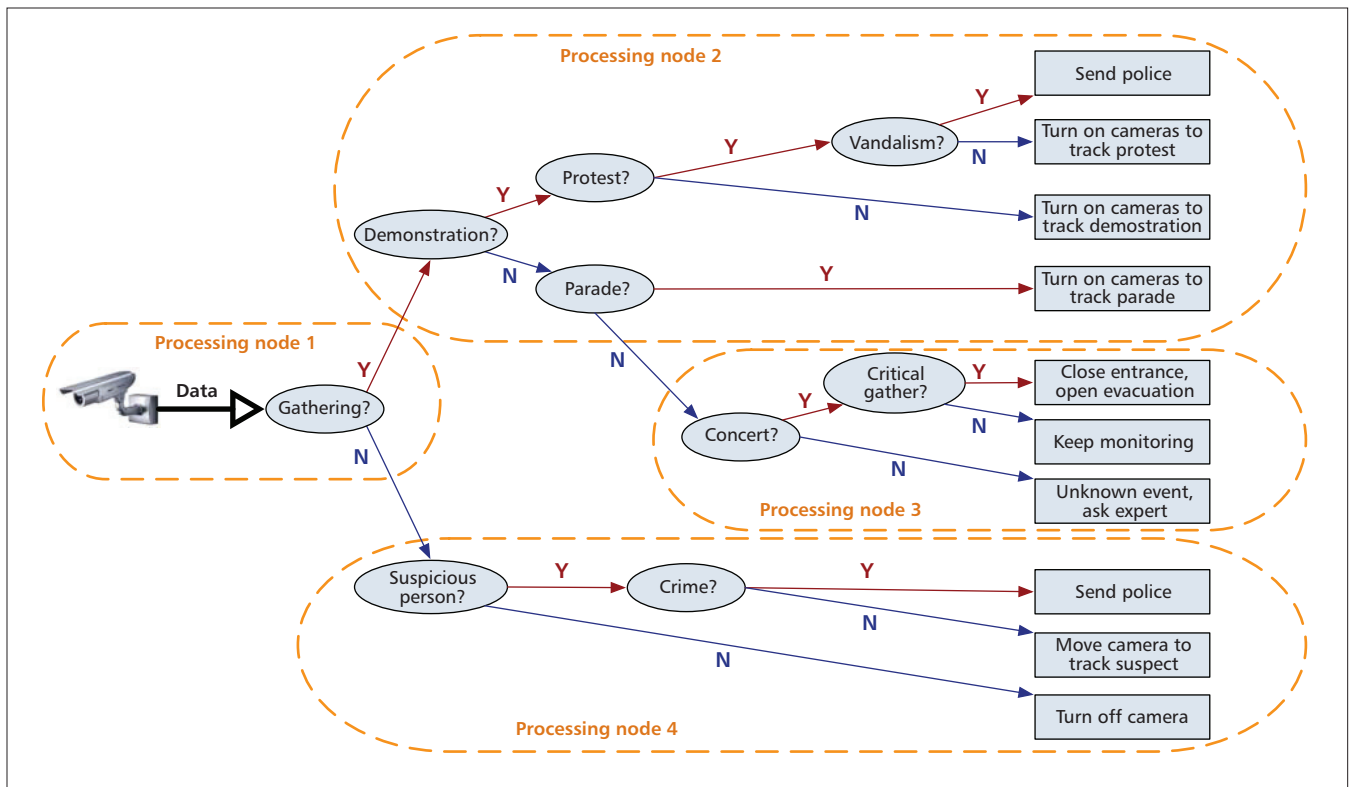 Processing node 2
Send police
Y
Vandalism?
Turn on cameras to
track protest
Y
N
Protest?
Y
N
Turn on cameras to
track demostration
Demonstration?
N
Y
Parade?
Turn on cameras to
track parade
Processing node 1
Y
Data
Gathering?
N
N
Critical
gather?
Y
Close entrance,
open evacuation
Y
N
Concert?
Keep monitoring
N
Unknown event,
ask expert
Processing node 3
Suspicious
person?
Y
Crime?
Y
Send police
N
Move camera to
track suspect
N
Turn off camera
Processing node 4